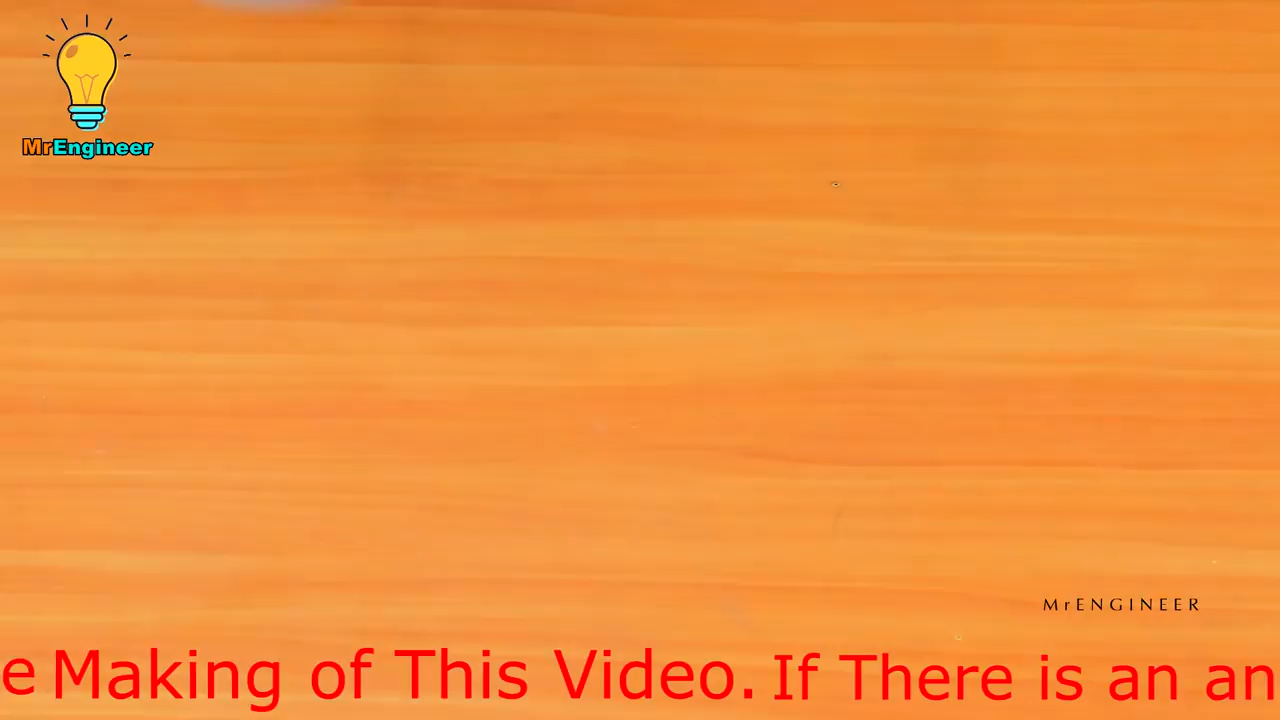 MrEngineer
MrENGINEER
e Making of This Video. If There is an an